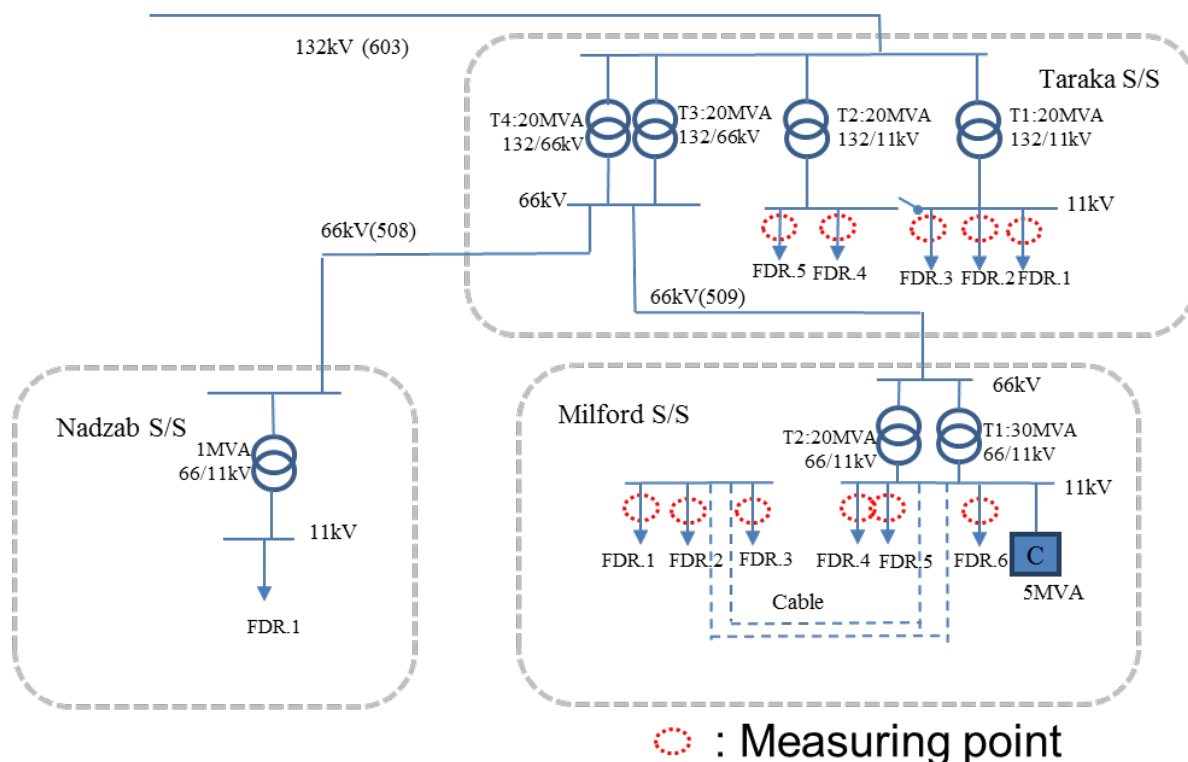 132kV (603)
Taraka S/S
T4:20MVA
132/66kV
T3:20MVA
132/66kV
T2:20MVA
132/11kV
T1:20MVA
132/11kV
66kV
11kV
66kV(508)
FDR.5
FDR.4
FDR.3
FDR.2
FDR.1
66kV(509)
Nadzab S/S
1MVA
66/11kV
11kV
FDR.1
Milford S/S
66kV
T2:20MVA
66/11kV
T1:30MVA
66/11kV
11kV
FDR.1
FDR.2
FDR.3
FDR.4
FDR.5
FDR.6
C
5MVA
Cable
: Measuring point